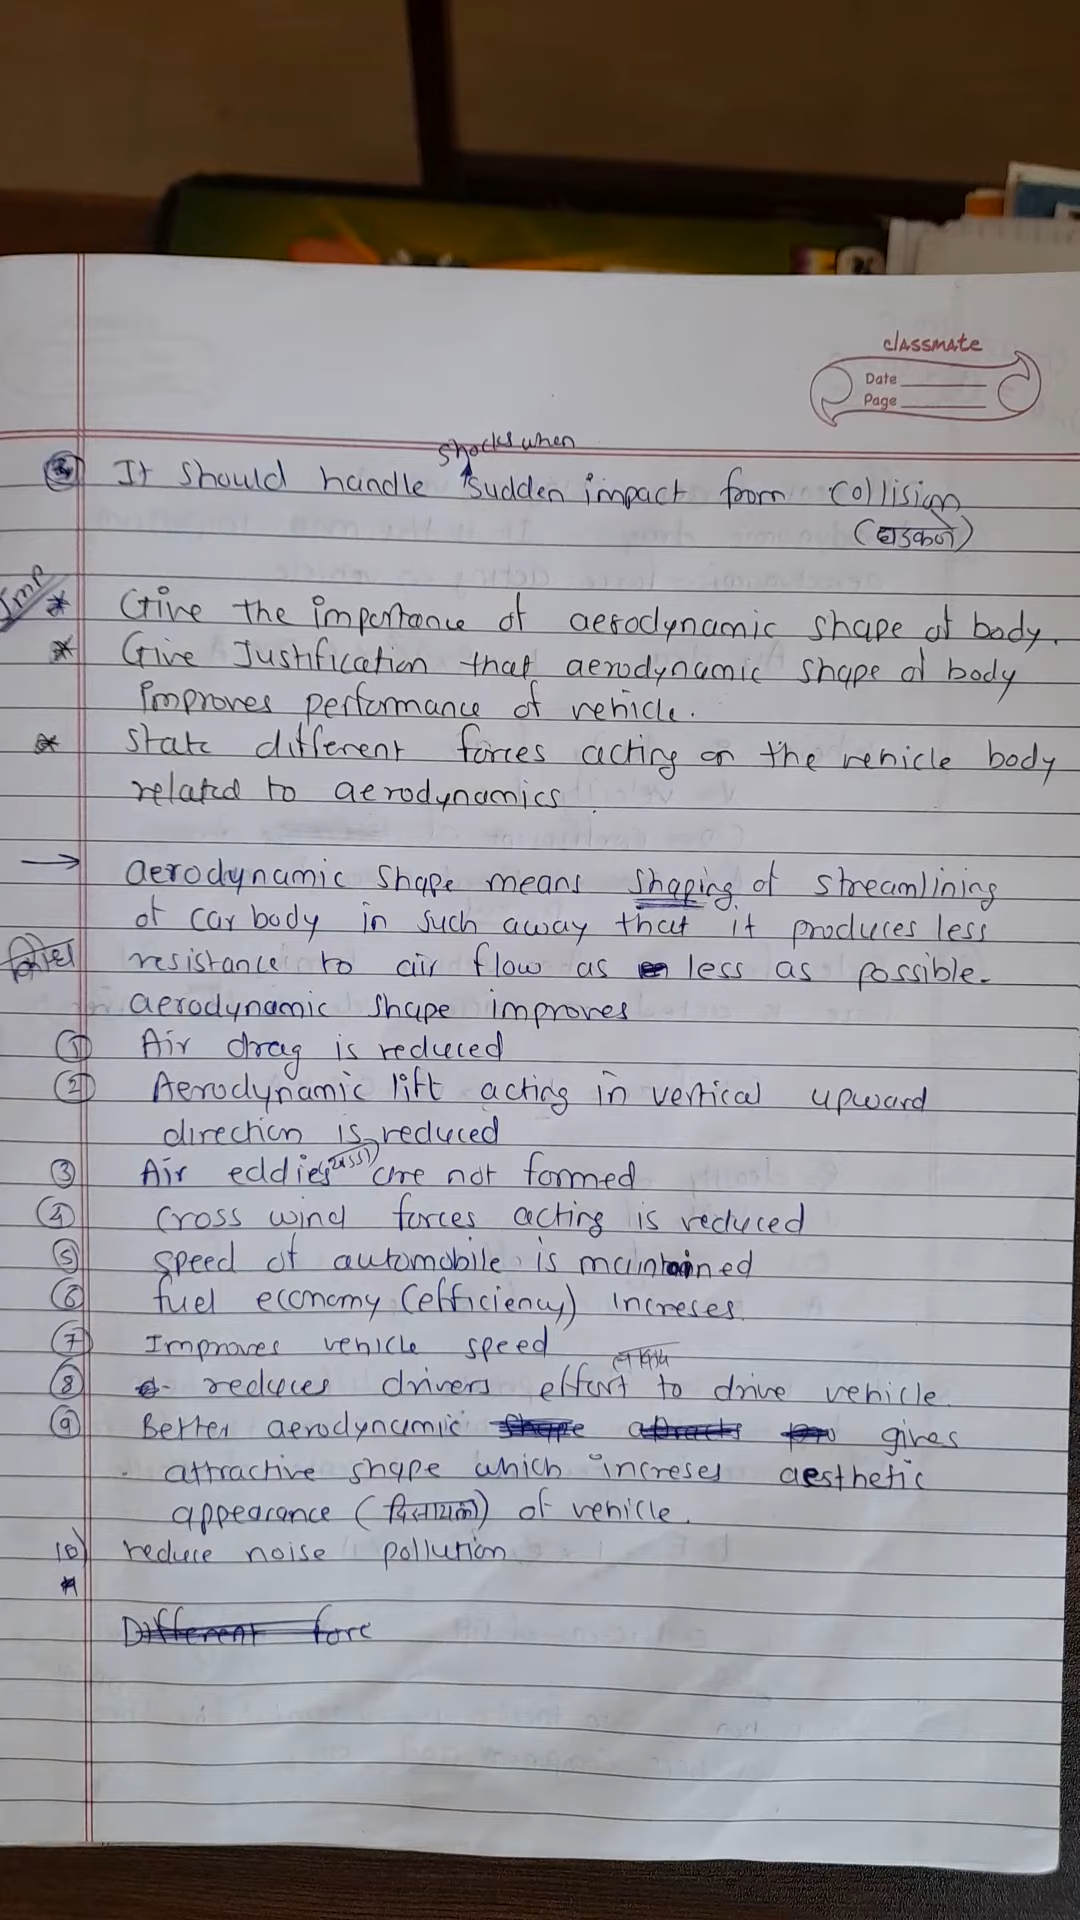 classmate
Date
Page
shocks when
③ It should handle sudden impact from collision
(धडकने)
Imp
* Give the importance of aerodynamic shape of body.
* Give Justification that aerodynamic shape of body
improves performance of vehicle.
* State different forces acting on the vehicle body
related to aerodynamics.
→ aerodynamic shape means shaping of streamlining
of car body in such away that it produces less
resistance to air flow as less as possible.
aerodynamic shape improves
① Air drag is reduced
② Aerodynamic lift acting in vertical upward
direction is reduced
③ Air eddies are not formed
④ cross wind forces acting is reduced
⑤ speed of automobile is maintained
⑥ fuel economy (efficiency) increses.
⑦ Improves vehicle speed
⑧ reduces drivers effort to drive vehicle
⑨ Better aerodynamic shape gives
attractive shape which increses aesthetic
appearance of vehicle.
10) reduce noise pollution
*
Different forc